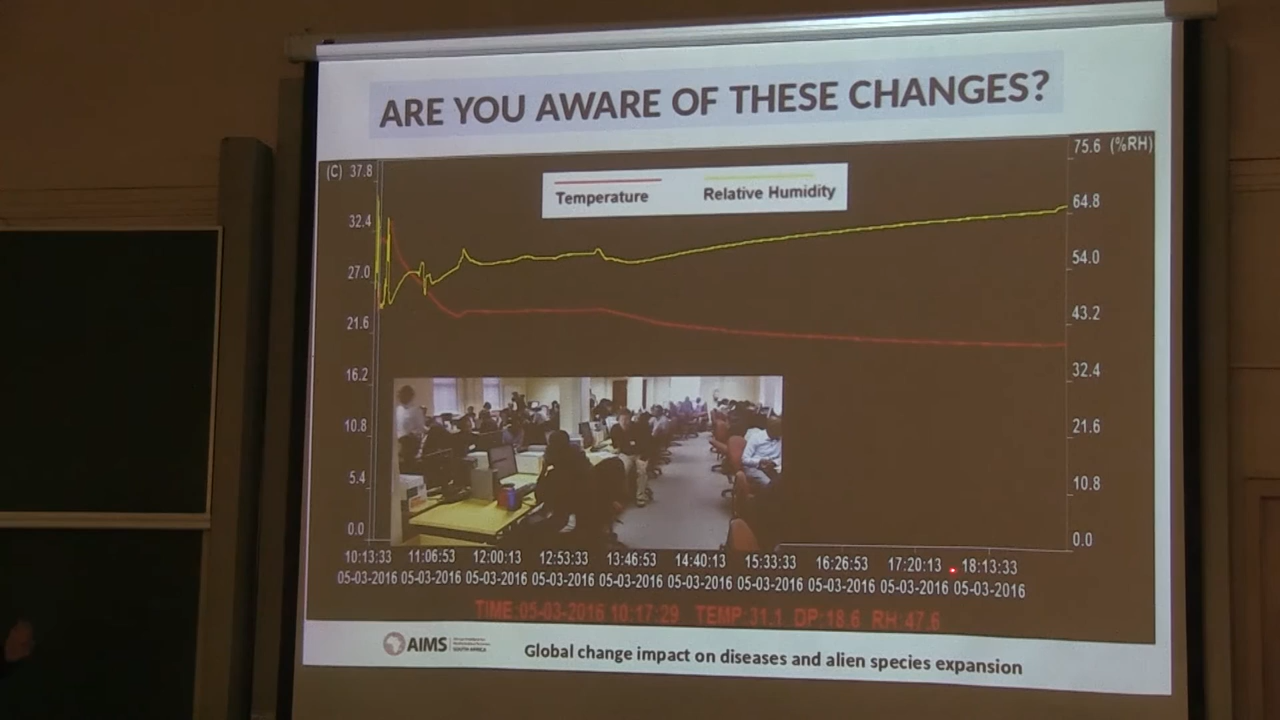 ARE YOU AWARE OF THESE CHANGES?
(C) 37.8
32.4
27.0
21.6
16.2
10.8
5.4
0.0
Temperature
Relative Humidity
75.6 (%RH)
64.8
54.0
43.2
32.4
21.6
10.8
0.0
10:13:33 11:06:53 12:00:13 12:53:33 13:46:53 14:40:13 15:33:33 16:26:53 17:20:13 18:13:33
05-03-2016 05-03-2016 05-03-2016 05-03-2016 05-03-2016 05-03-2016 05-03-2016 05-03-2016 05-03-2016 05-03-2016
TIME:05-03-2016 10:17:29 TEMP:31.1 DP:18.6 RH:47.6
AIMS
SOUTH AFRICA
Global change impact on diseases and alien species expansion